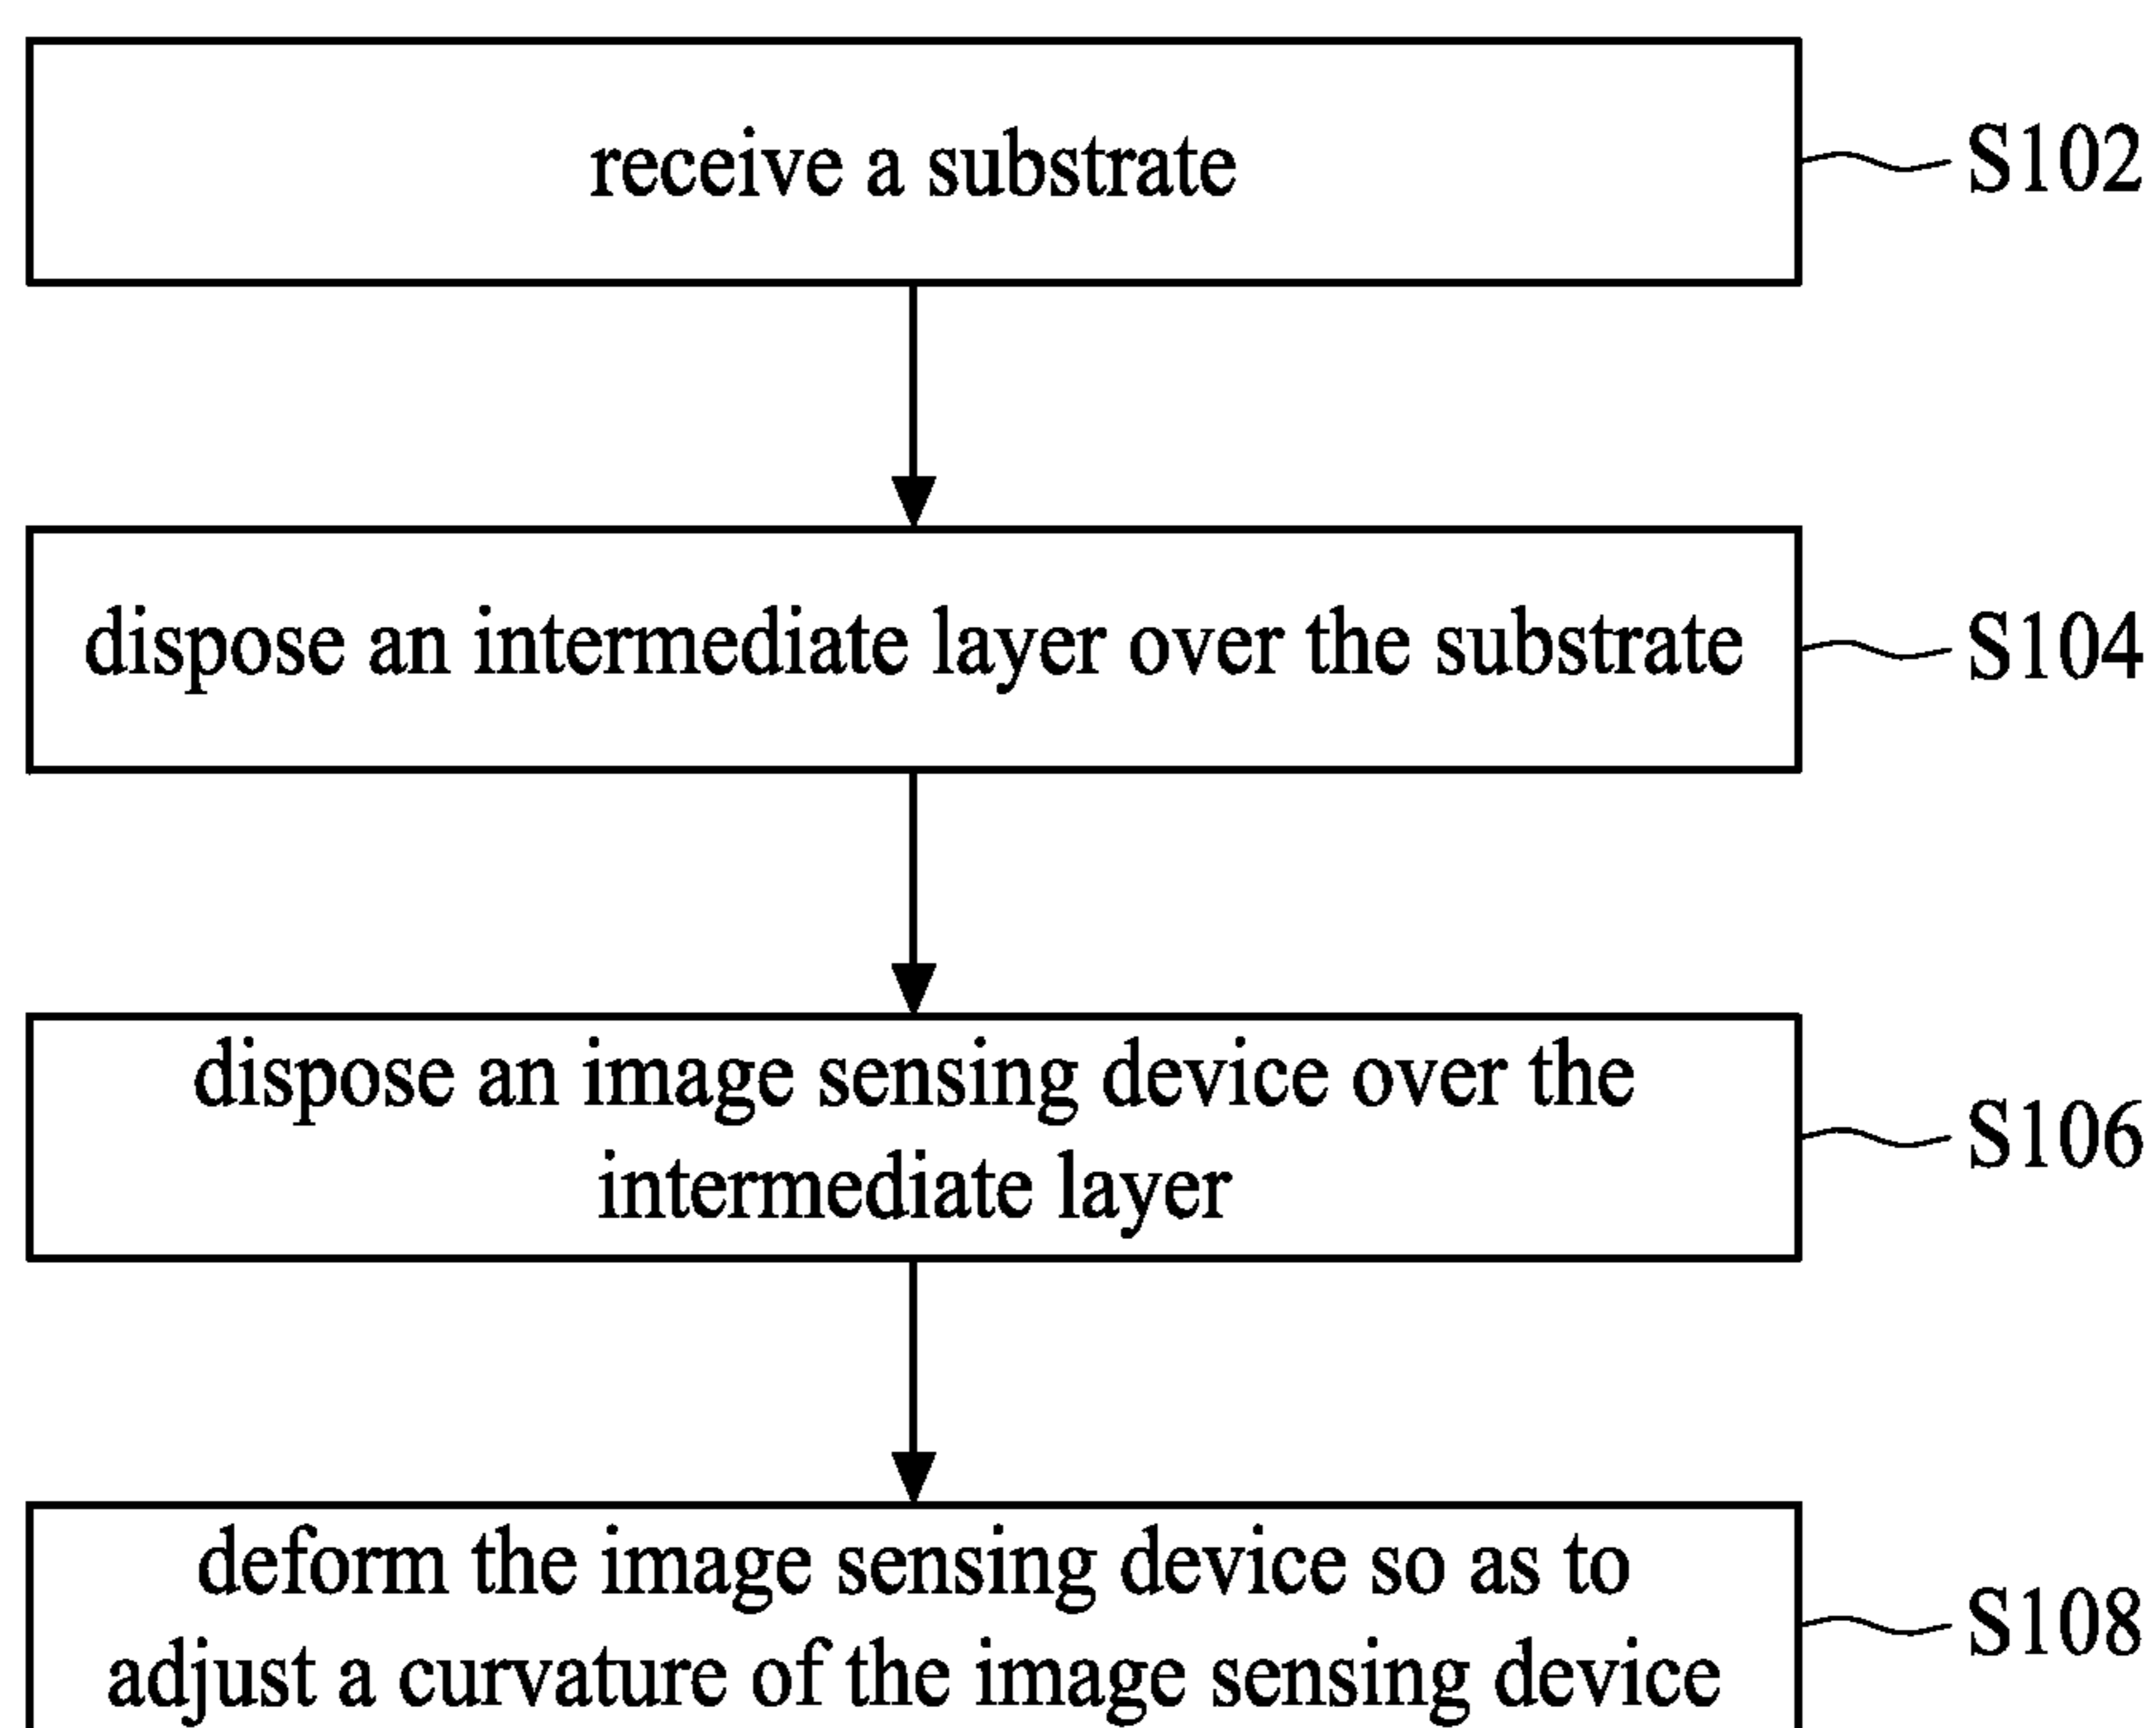 receive a substrate
S102
dispose an intermediate layer over the substrate
S104
dispose an image sensing device over the
intermediate layer
S106
deform the image sensing device so as to
adjust a curvature of the image sensing device
S108